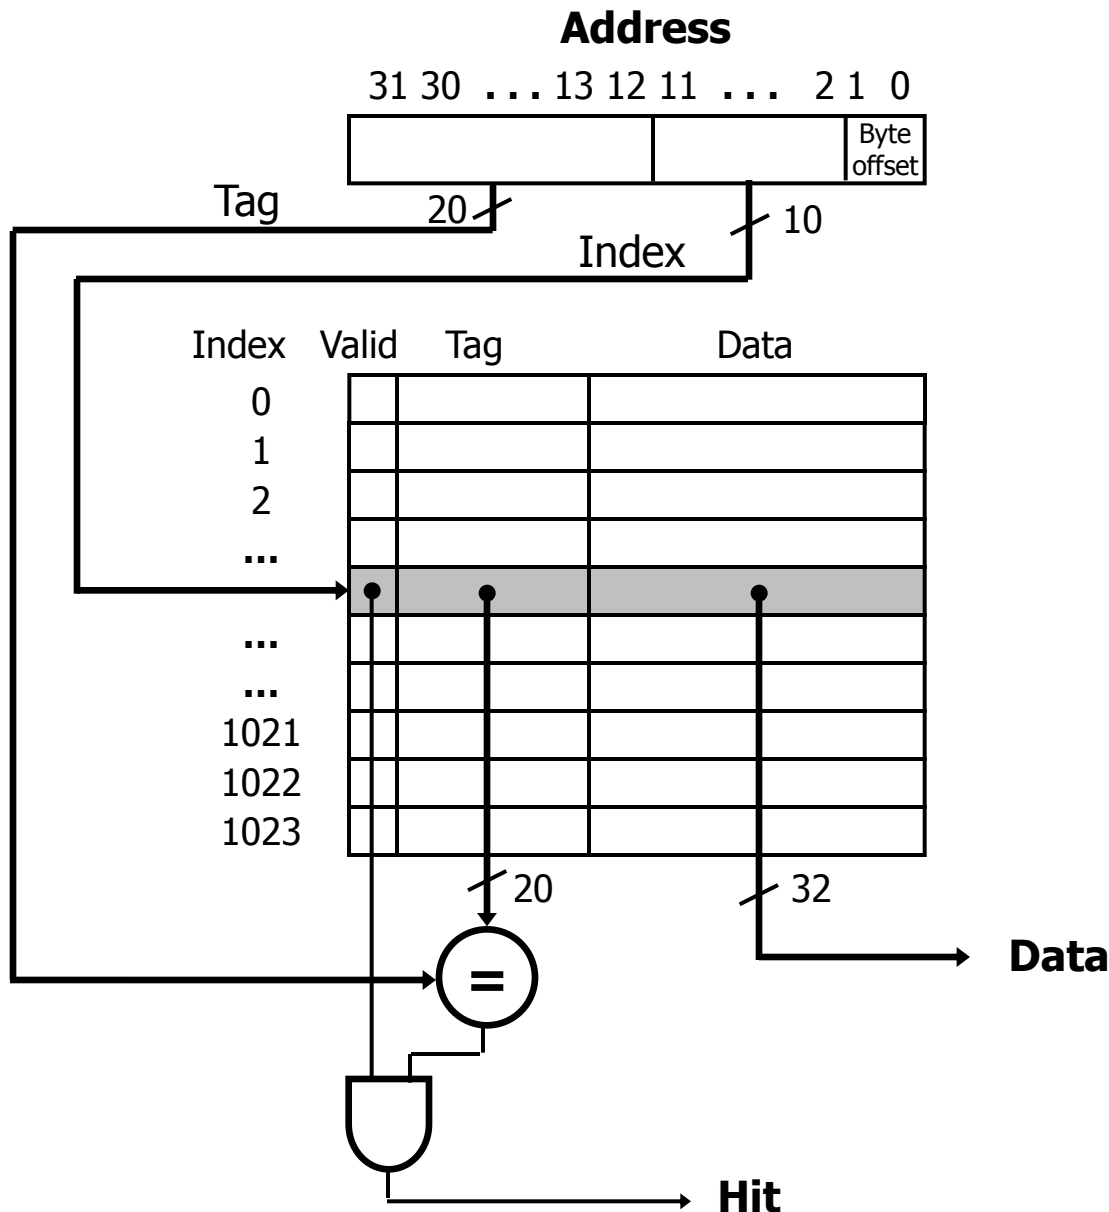 Address
31 30 ... 13 12 11 ... 2 1 0
Byte
offset
Tag
20
10
Index
Index Valid Tag Data
0
1
2
...
...
...
1021
1022
1023
20
32
Data
=
Hit